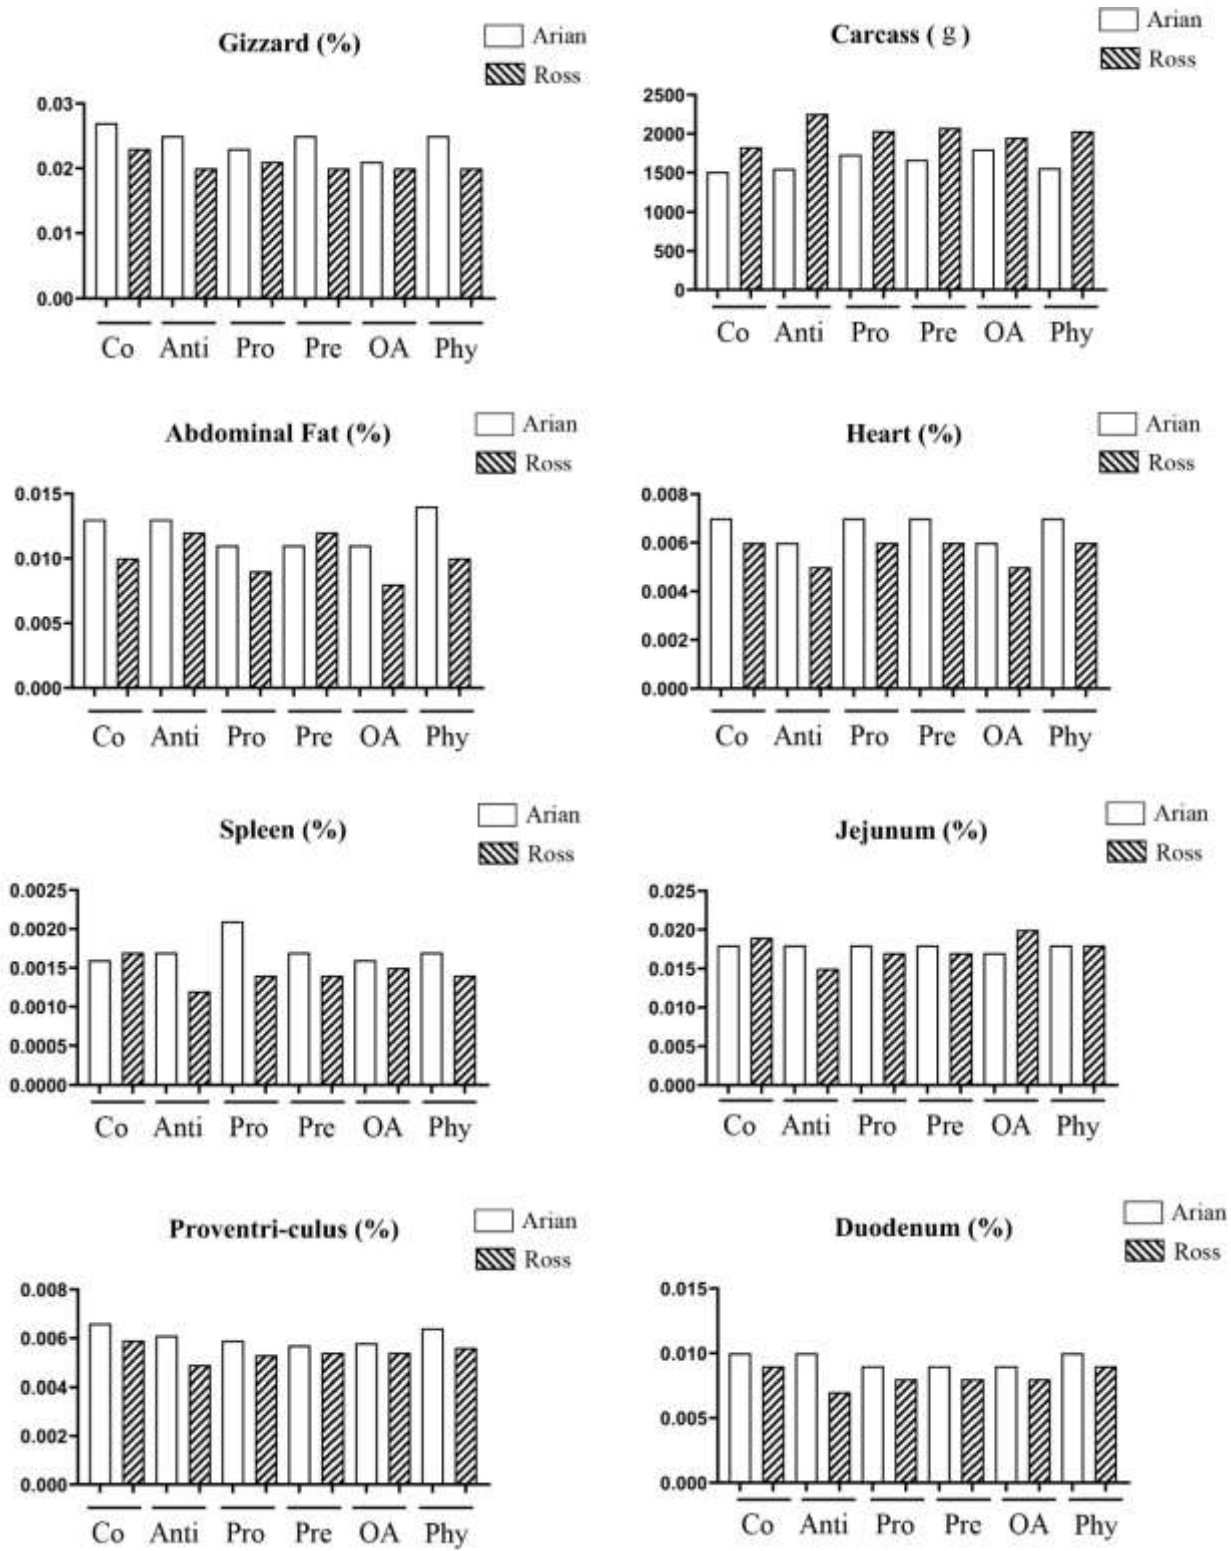 Gizzard (%)
Arian
Ross
0.03
0.02
0.01
0.00
Co Anti Pro Pre OA Phy
Carcass ( g )
Arian
Ross
2500
2000
1500
1000
500
0
Co Anti Pro Pre OA Phy
Abdominal Fat (%)
Arian
Ross
0.015
0.010
0.005
0.000
Co Anti Pro Pre OA Phy
Heart (%)
Arian
Ross
0.008
0.006
0.004
0.002
0.000
Co Anti Pro Pre OA Phy
Spleen (%)
Arian
Ross
0.0025
0.0020
0.0015
0.0010
0.0005
0.0000
Co Anti Pro Pre OA Phy
Jejunum (%)
Arian
Ross
0.025
0.020
0.015
0.010
0.005
0.000
Co Anti Pro Pre OA Phy
Proventri-culus (%)
Arian
Ross
0.008
0.006
0.004
0.002
0.000
Co Anti Pro Pre OA Phy
Duodenum (%)
Arian
Ross
0.015
0.010
0.005
0.000
Co Anti Pro Pre OA Phy